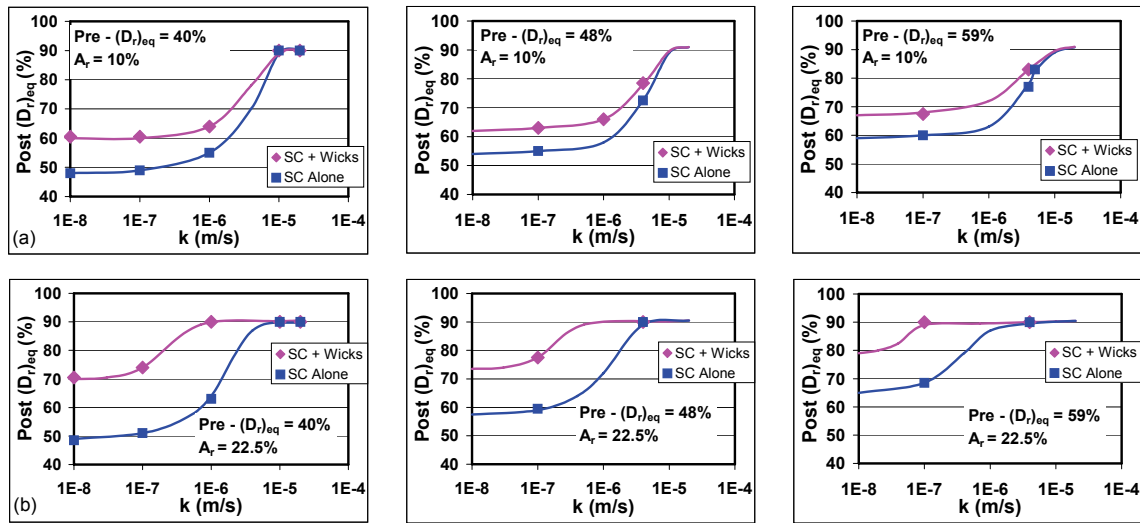 Post (Dr)eq (%)
100
90
80
70
60
50
40
Pre - (Dr)eq = 40%
Ar = 10%
SC + Wicks
SC Alone
1E-8 1E-7 1E-6 1E-5 1E-4
k (m/s)
(a)
100
90
80
70
60
50
40
Pre - (Dr)eq = 48%
Ar = 10%
SC + Wicks
SC Alone
1E-8 1E-7 1E-6 1E-5 1E-4
k (m/s)
100
90
80
70
60
50
40
Pre - (Dr)eq = 59%
Ar = 10%
SC + Wicks
SC Alone
1E-8 1E-7 1E-6 1E-5 1E-4
k (m/s)
Post (Dr)eq (%)
100
90
80
70
60
50
40
SC + Wicks
SC Alone
Pre - (Dr)eq = 40%
Ar = 22.5%
1E-8 1E-7 1E-6 1E-5 1E-4
k (m/s)
(b)
Post (Dr)eq (%)
100
90
80
70
60
50
40
SC + Wicks
SC Alone
Pre - (Dr)eq = 48%
Ar = 22.5%
1E-8 1E-7 1E-6 1E-5 1E-4
k (m/s)
Post (Dr)eq (%)
100
90
80
70
60
50
40
SC + Wicks
SC Alone
Pre - (Dr)eq = 59%
Ar = 22.5%
1E-8 1E-7 1E-6 1E-5 1E-4
k (m/s)